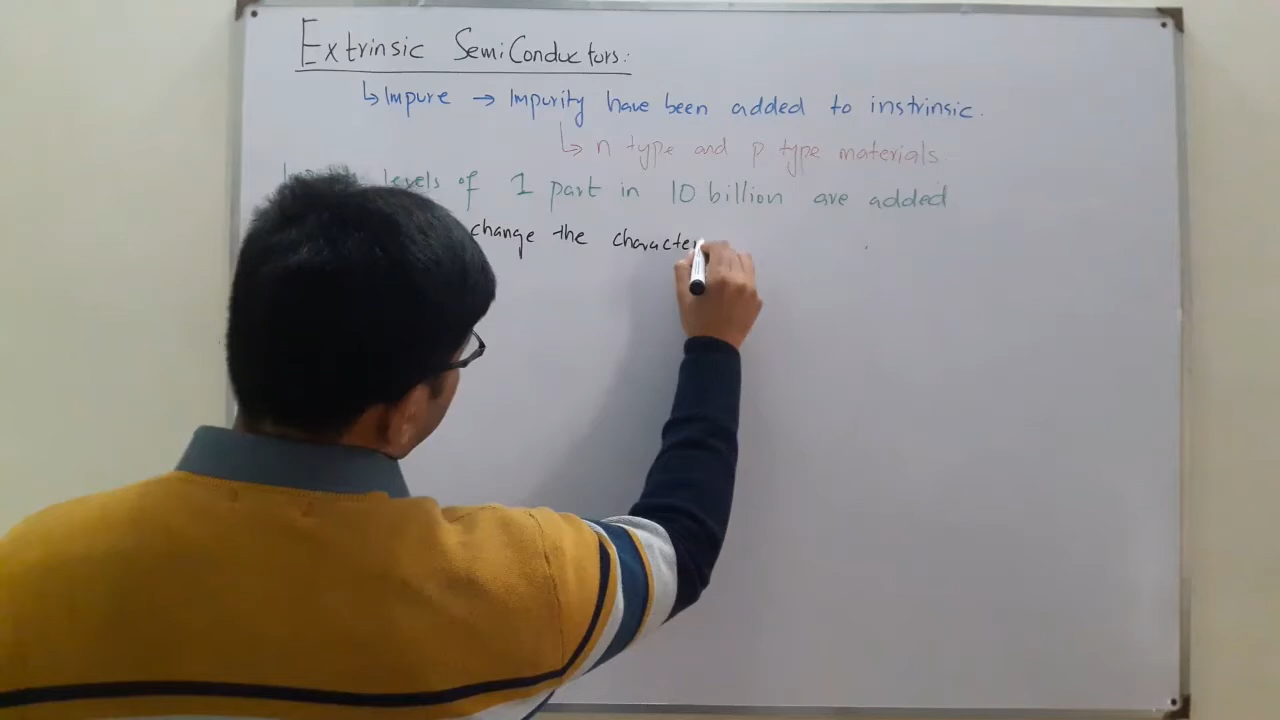 Extrinsic SemiConductors:
↳ Impure → Impurity have been added to instrinsic.
↳ n type and p type materials
levels of 1 part in 10 billion are added
change the character